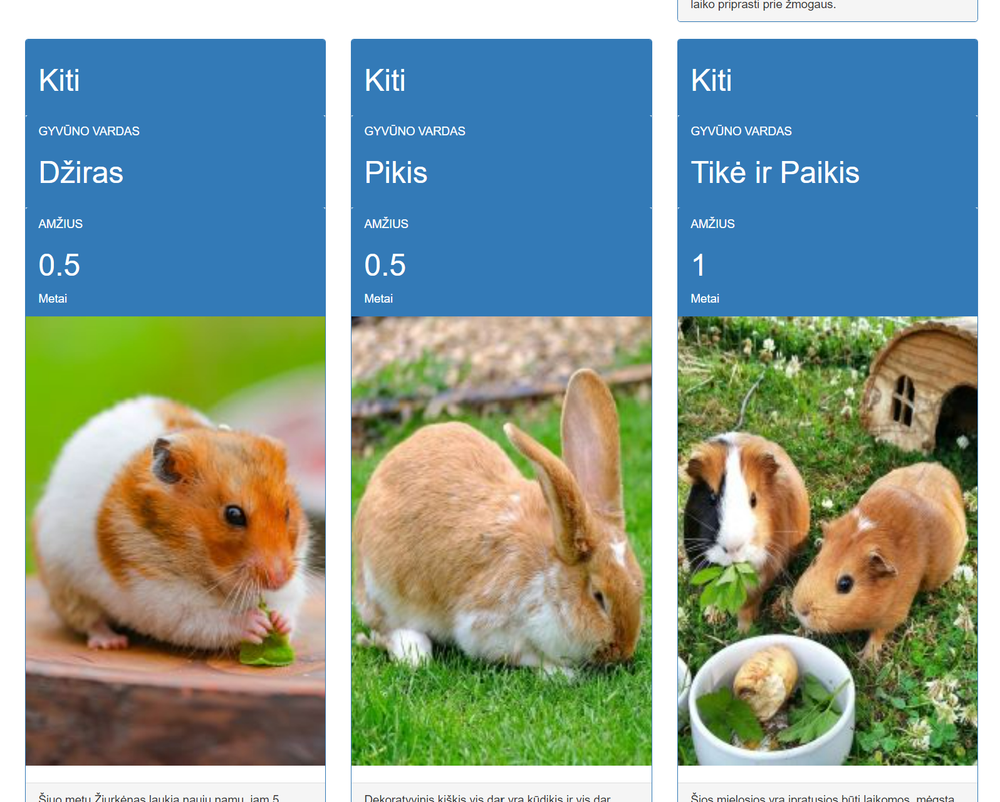 laiko priprasti prie žmogaus.
Kiti
GYVŪNO VARDAS
Džiras
AMŽIUS
0.5
Metai
Šiuo metu Žiurkėnas laukia naujų namų, jam 5
Kiti
GYVŪNO VARDAS
Pikis
AMŽIUS
0.5
Metai
Dekoratyvinis kiškis vis dar yra kūdikis ir vis dar
Kiti
GYVŪNO VARDAS
Tikė ir Paikis
AMŽIUS
1
Metai
Šios mielosios yra įpratusios būti laikomos, mėgsta